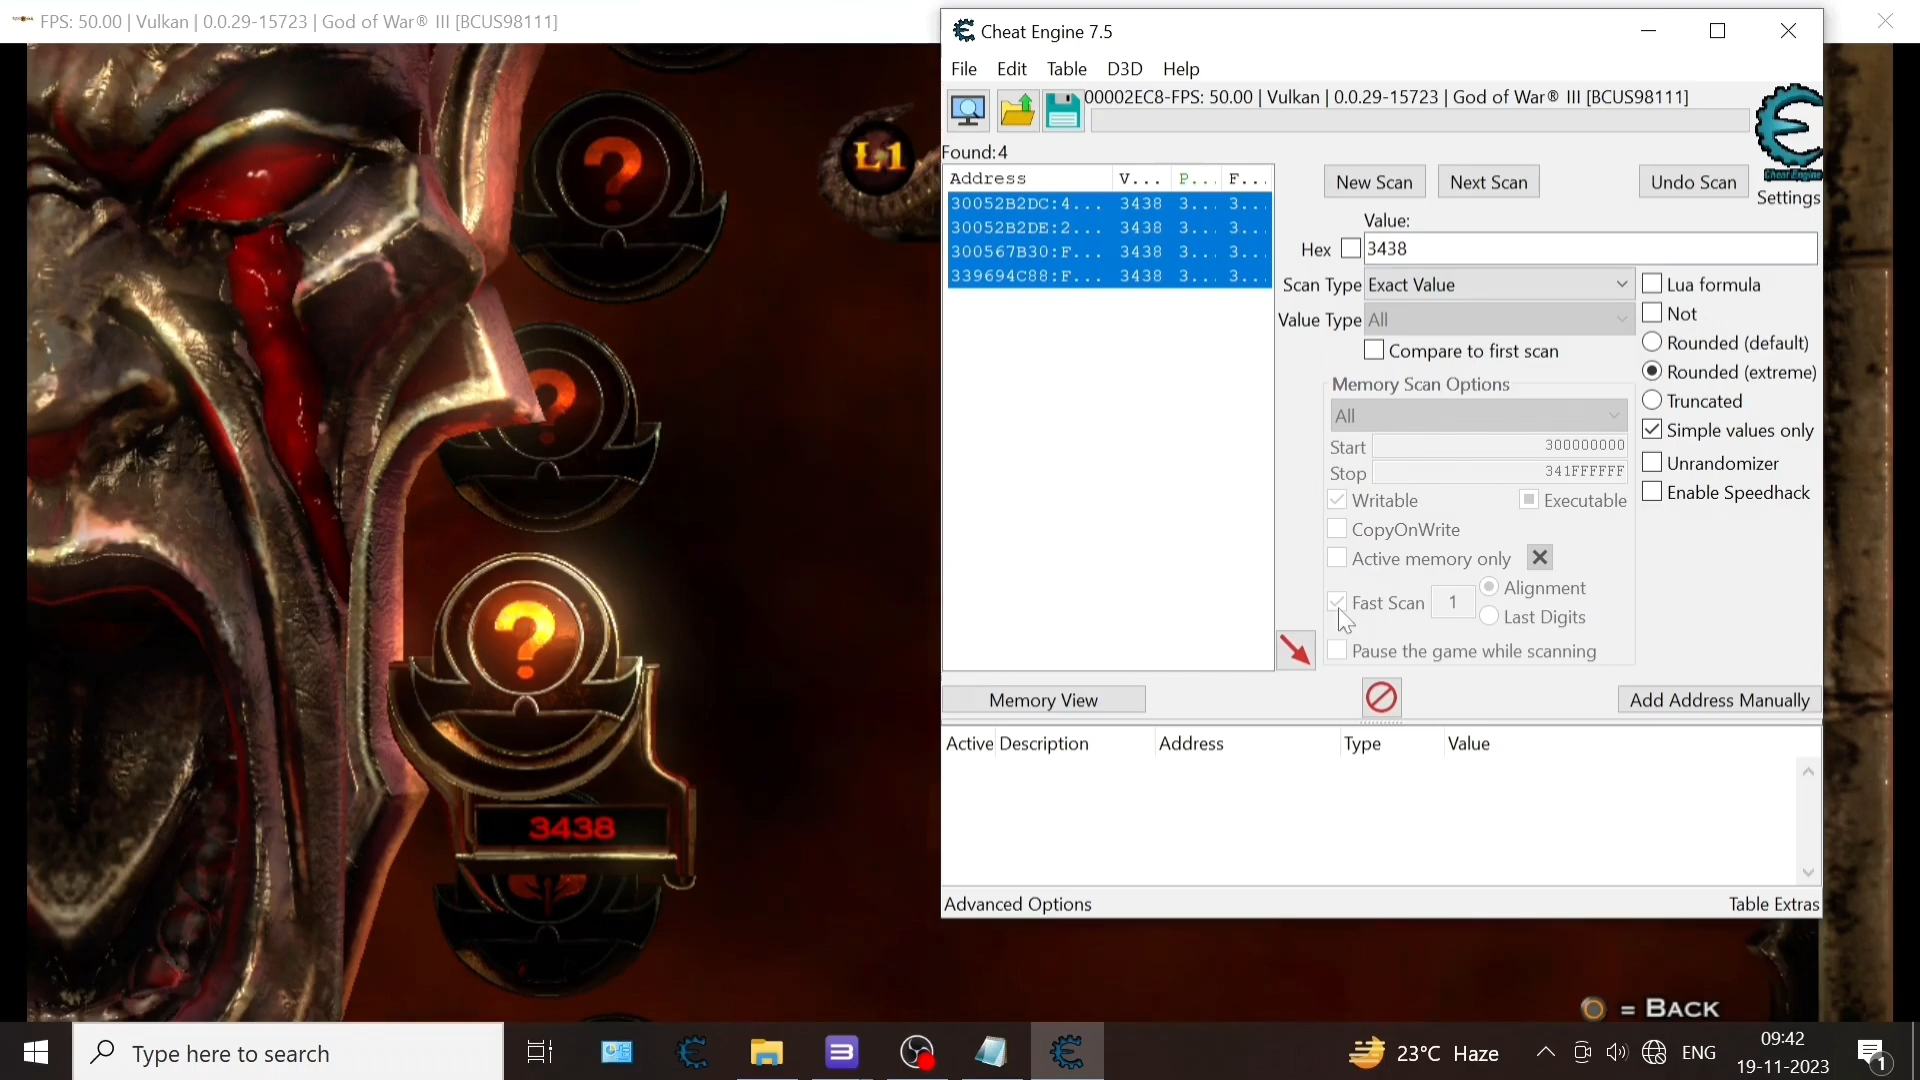 FPS: 50.00 | Vulkan | 0.0.29-15723 | God of War® III [BCUS98111]
L1
3438
= BACK
Cheat Engine 7.5
File Edit Table D3D Help
00002EC8-FPS: 50.00 | Vulkan | 0.0.29-15723 | God of War® III [BCUS98111]
Cheat Engine
Settings
Found:4
Address V... P... F...
30052B2DC:4... 3438 3... 3...
30052B2DE:2... 3438 3... 3...
300567B30:F... 3438 3... 3...
339694C88:F... 3438 3... 3...
New Scan Next Scan Undo Scan
Value:
Hex 3438
Scan Type Exact Value
Value Type All
Compare to first scan
Lua formula
Not
Rounded (default)
Rounded (extreme)
Truncated
Simple values only
Unrandomizer
Enable Speedhack
Memory Scan Options
All
Start 300000000
Stop 341FFFFFF
Writable Executable
CopyOnWrite
Active memory only
Fast Scan 1 Alignment
Last Digits
Pause the game while scanning
Memory View Add Address Manually
Active Description Address Type Value
Advanced Options Table Extras
Type here to search
23°C Haze
ENG
09:42
19-11-2023
1